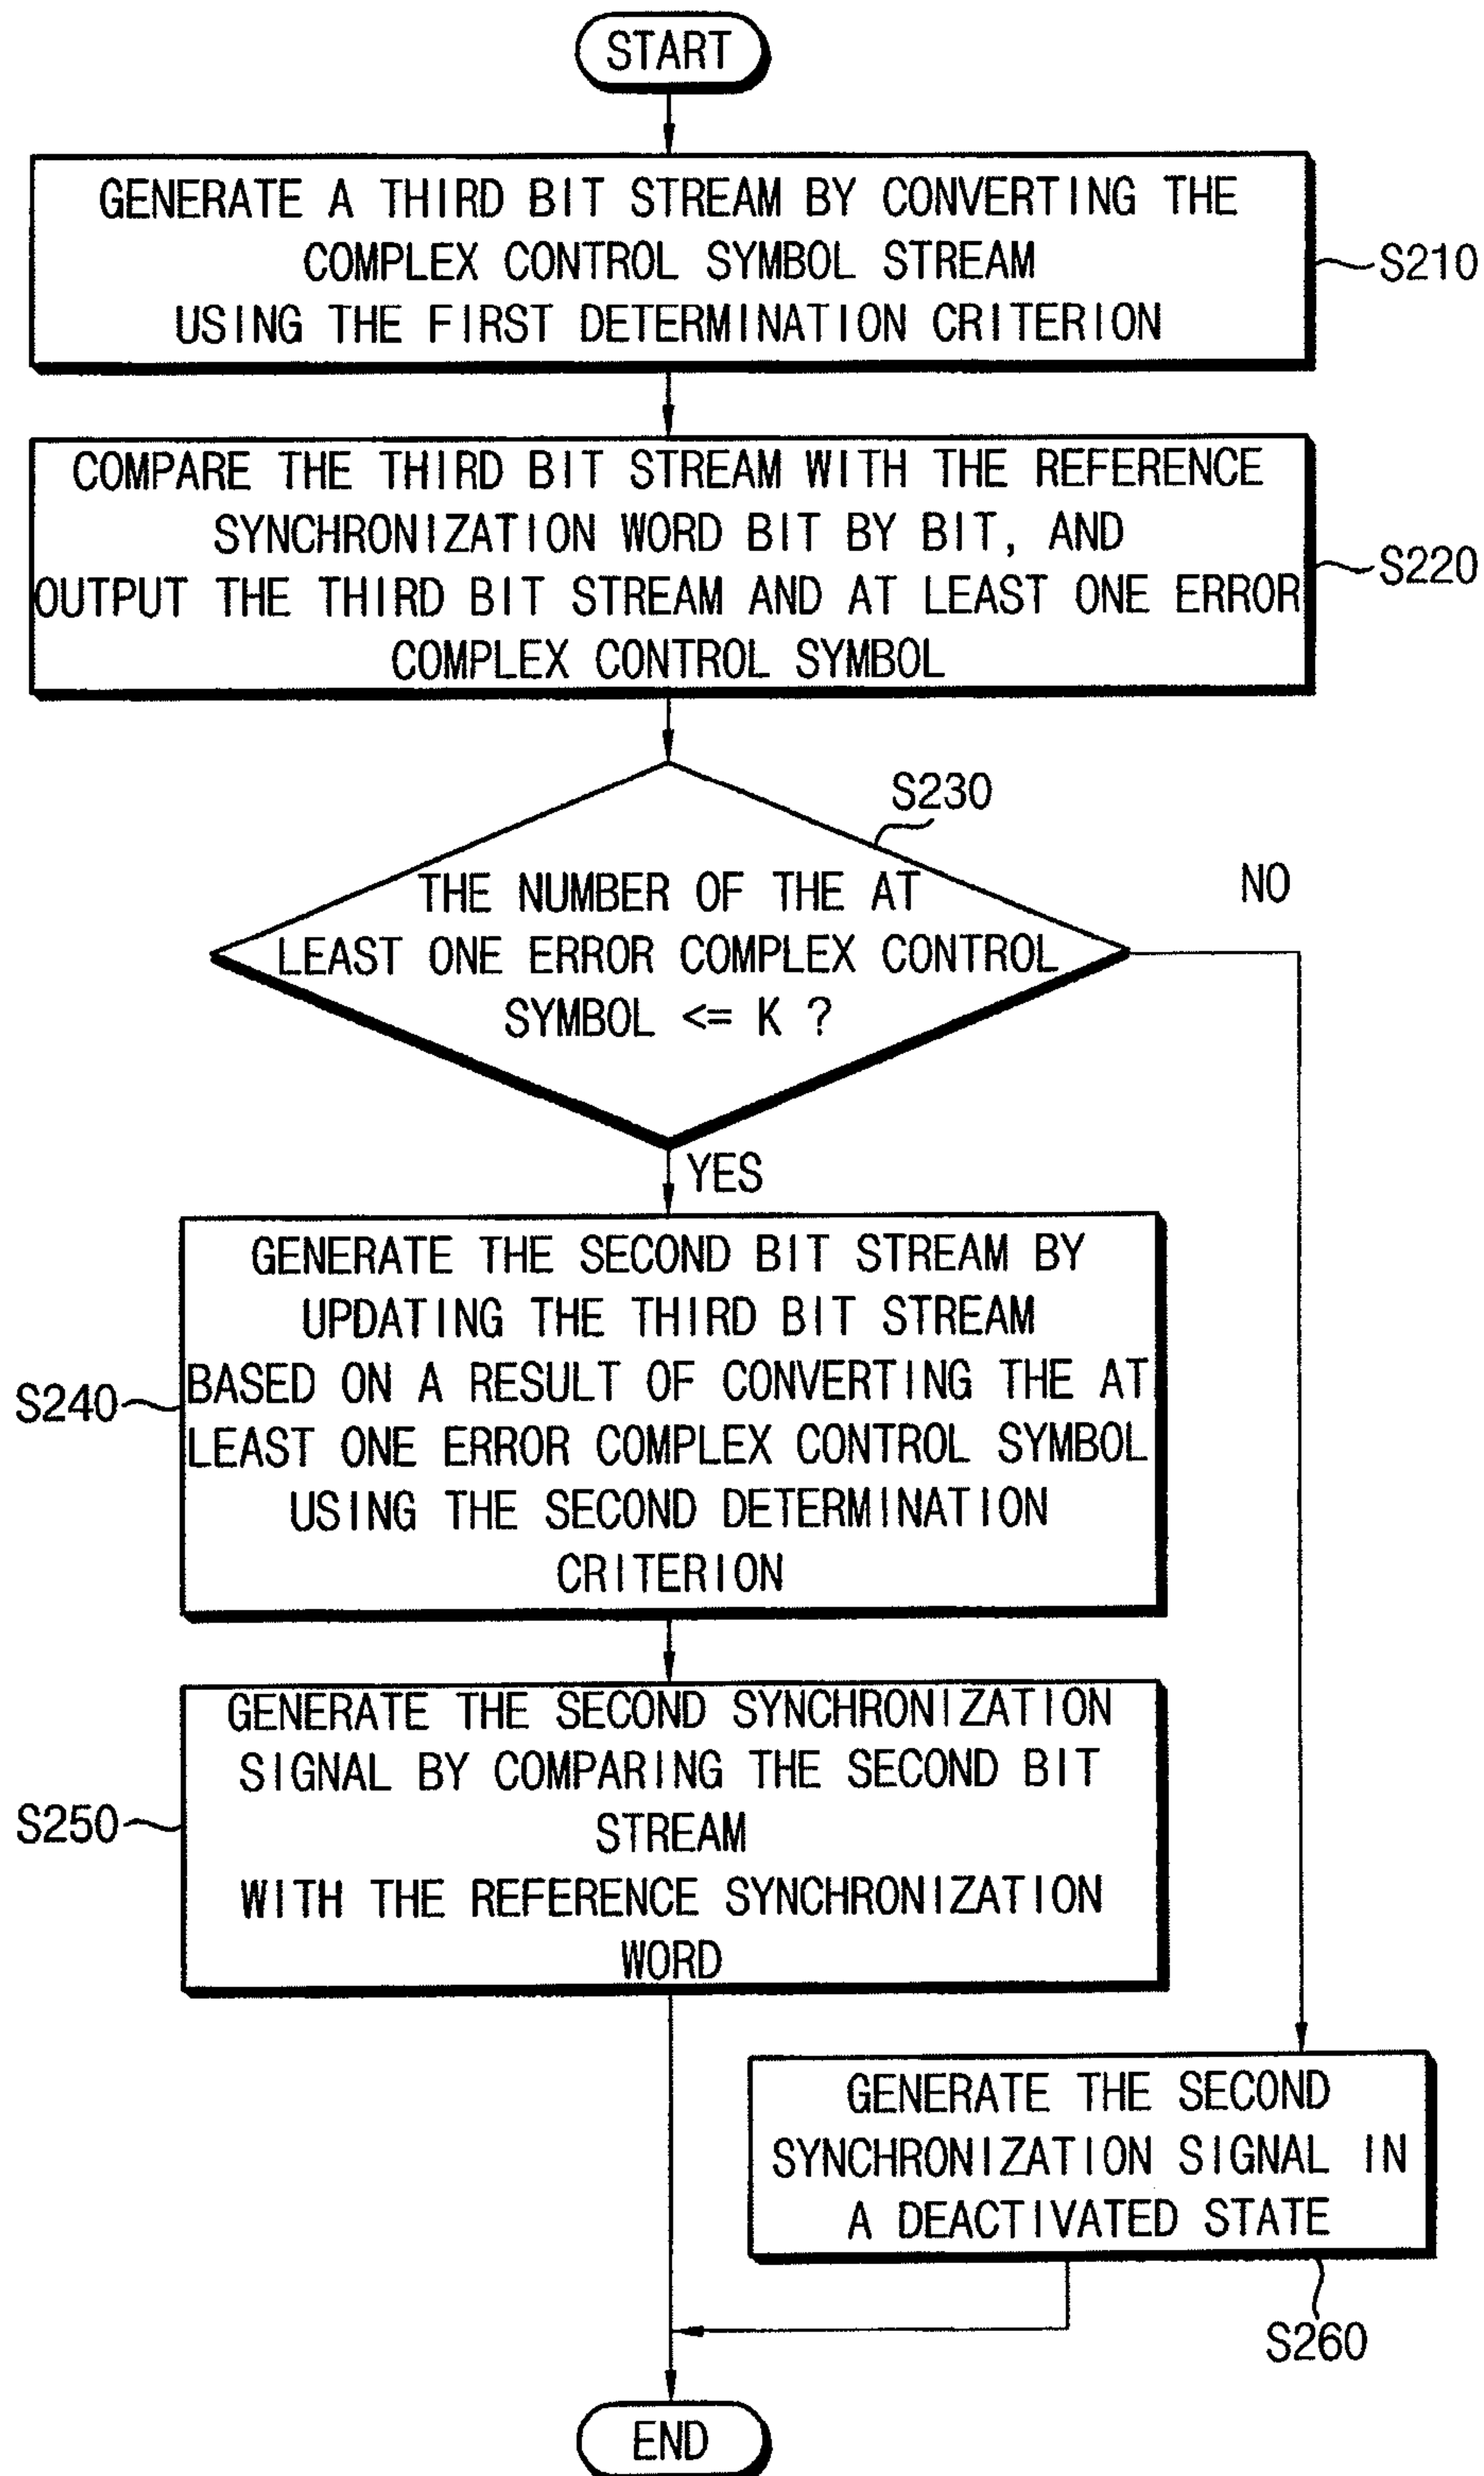 START
GENERATE A THIRD BIT STREAM BY CONVERTING THE
COMPLEX CONTROL SYMBOL STREAM
USING THE FIRST DETERMINATION CRITERION
S210
COMPARE THE THIRD BIT STREAM WITH THE REFERENCE
SYNCHRONIZATION WORD BIT BY BIT, AND
OUTPUT THE THIRD BIT STREAM AND AT LEAST ONE ERROR
COMPLEX CONTROL SYMBOL
S220
S230
THE NUMBER OF THE AT
LEAST ONE ERROR COMPLEX CONTROL
SYMBOL <= K ?
NO
YES
GENERATE THE SECOND BIT STREAM BY
UPDATING THE THIRD BIT STREAM
BASED ON A RESULT OF CONVERTING THE AT
LEAST ONE ERROR COMPLEX CONTROL SYMBOL
USING THE SECOND DETERMINATION
CRITERION
S240
GENERATE THE SECOND SYNCHRONIZATION
SIGNAL BY COMPARING THE SECOND BIT
STREAM
WITH THE REFERENCE SYNCHRONIZATION
WORD
S250
GENERATE THE SECOND
SYNCHRONIZATION SIGNAL IN
A DEACTIVATED STATE
S260
END